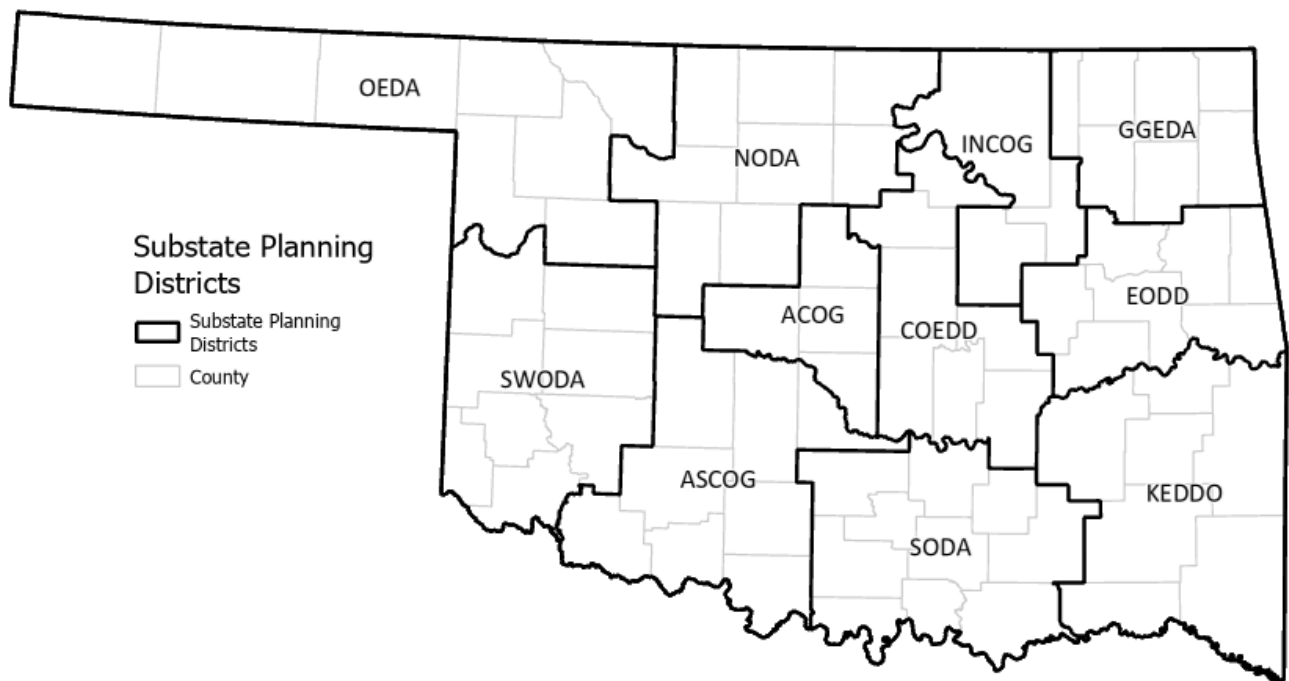 OEDA
NODA
INCOG
GGEDA
Substate Planning
Districts
Substate Planning
Districts
County
ACOG
COEDD
EODD
SWODA
ASCOG
KEDDO
SODA